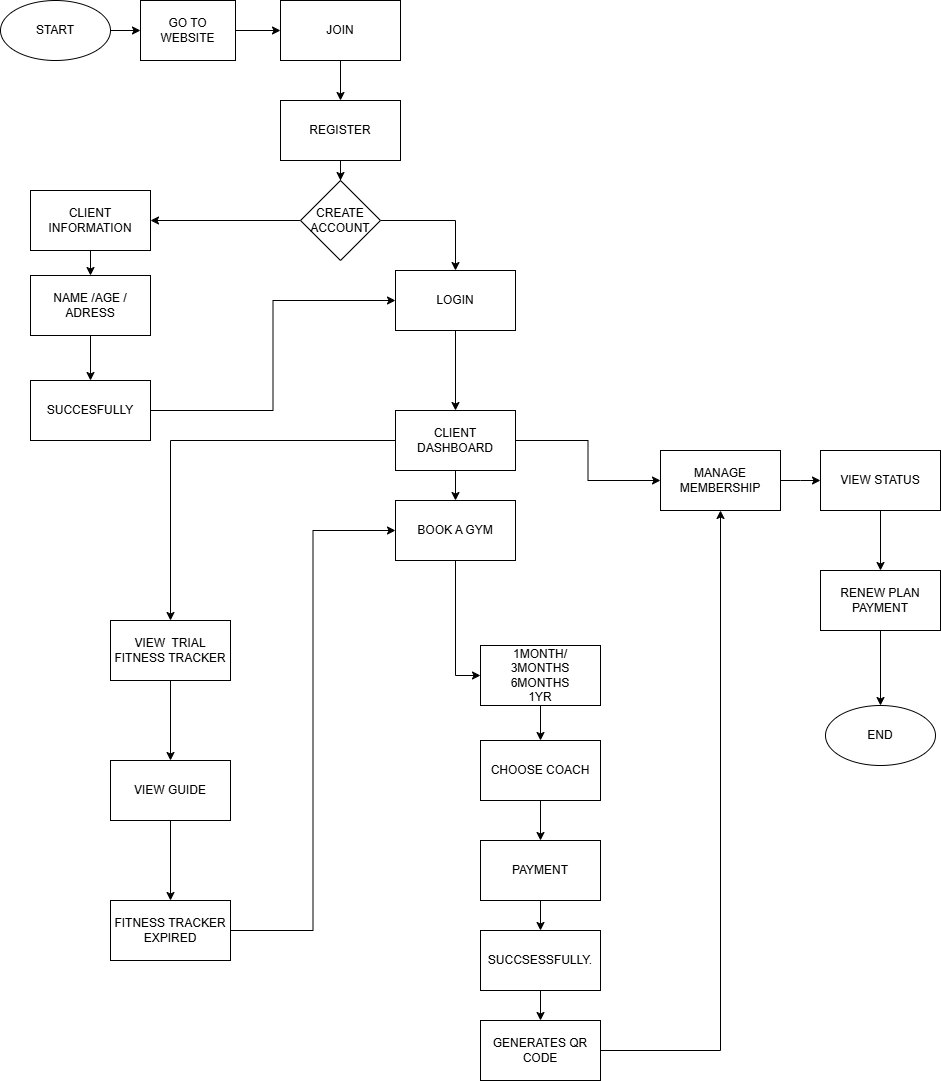 START
GO TO
WEBSITE
JOIN
REGISTER
CREATE
ACCOUNT
CLIENT
INFORMATION
NAME /AGE /
ADRESS
SUCCESFULLY
LOGIN
CLIENT
DASHBOARD
BOOK A GYM
MANAGE
MEMBERSHIP
VIEW STATUS
RENEW PLAN
PAYMENT
END
VIEW TRIAL
FITNESS TRACKER
VIEW GUIDE
FITNESS TRACKER
EXPIRED
1MONTH/
3MONTHS
6MONTHS
1YR
CHOOSE COACH
PAYMENT
SUCCSESSFULLY.
GENERATES QR
CODE